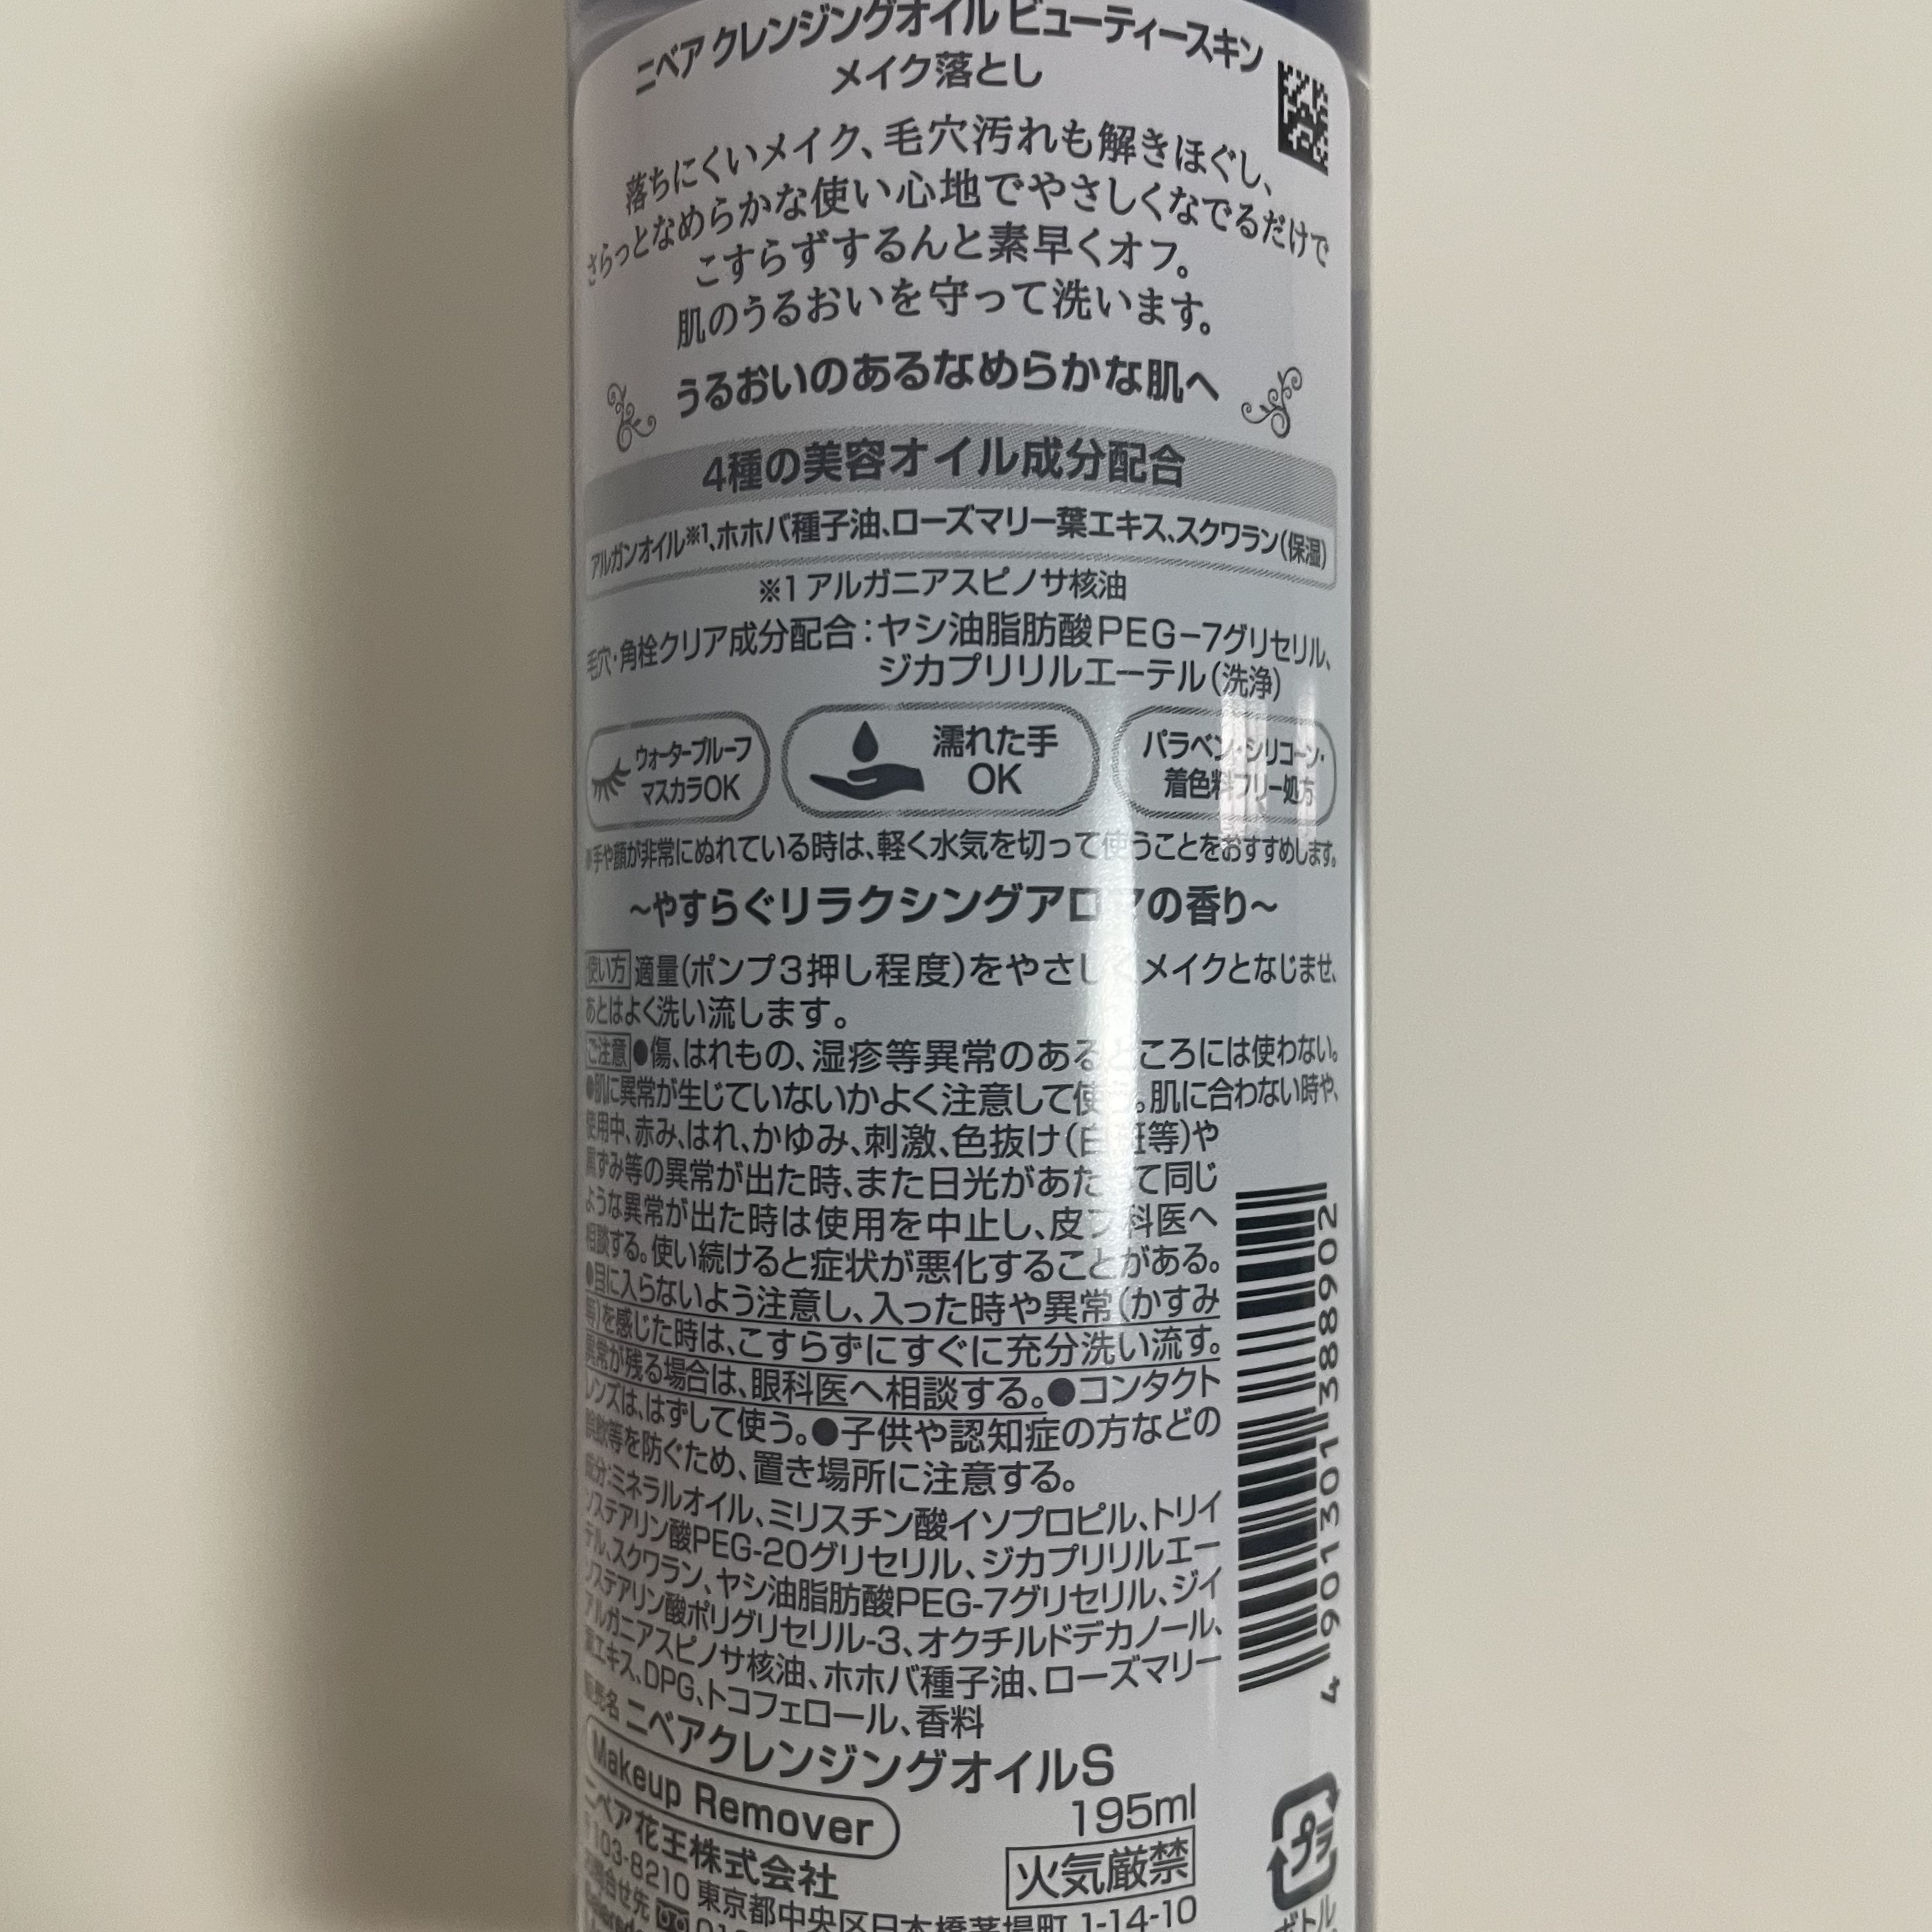 ニベア クレンジングオイル ビューティースキン
メイク落とし
落ちにくいメイク、毛穴汚れも解きほぐし、
さらっとなめらかな使い心地でやさしくなでるだけで
こすらずするんと素早くオフ。
肌のうるおいを守って洗います。
うるおいのあるなめらかな肌へ
4種の美容オイル成分配合
アルガンオイル※1、ホホバ種子油、ローズマリー葉エキス、スクワラン(保湿)
※1 アルガニアスピノサ核油
毛穴・角栓クリア成分配合：ヤシ油脂肪酸PEG−7グリセリル、
ジカプリリルエーテル(洗浄)
ウォータープルーフ
マスカラOK
濡れた手
OK
パラベン・シリコーン・
着色料フリー処方
●手や顔が非常にぬれている時は、軽く水気を切って使うことをおすすめします。
〜やすらぐリラクシングアロマの香り〜
使い方 適量(ポンプ3押し程度)をやさしくメイクとなじませ、
あとはよく洗い流します。
ご注意 ●傷、はれもの、湿疹等異常のあるところには使わない。
●肌に異常が生じていないかよく注意して使う。肌に合わない時や、
使用中、赤み、はれ、かゆみ、刺激、色抜け(白斑等)や
黒ずみ等の異常が出た時、また日光があたって同じ
ような異常が出た時は使用を中止し、皮フ科医へ
相談する。使い続けると症状が悪化することがある。
●目に入らないよう注意し、入った時や異常(かすみ
等)を感じた時は、こすらずにすぐに充分洗い流す。
異常が残る場合は、眼科医へ相談する。●コンタクト
レンズは、はずして使う。●子供や認知症の方などの
誤飲等を防ぐため、置き場所に注意する。
成分:ミネラルオイル、ミリスチン酸イソプロピル、トリイ
ソステアリン酸PEG-20グリセリル、ジカプリリルエー
テル、スクワラン、ヤシ油脂肪酸PEG-7グリセリル、ジイ
ソステアリン酸ポリグリセリル-3、オクチルドデカノール、
アルガニアスピノサ核油、ホホバ種子油、ローズマリー
葉エキス、DPG、トコフェロール、香料
販売名 ニベアクレンジングオイルS
Makeup Remover
195ml
ニベア花王株式会社
火気厳禁
〒103-8210 東京都中央区日本橋茅場町 1-14-10
お問合せ先
4 901301 388902
プラ
ボトル